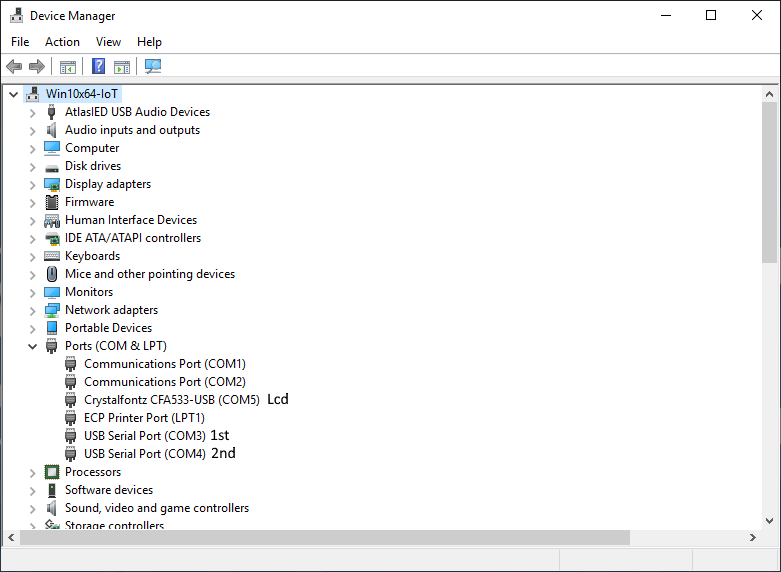 Device Manager
File Action View Help
Win10x64-IoT
AtlasIED USB Audio Devices
Audio inputs and outputs
Computer
Disk drives
Display adapters
Firmware
Human Interface Devices
IDE ATA/ATAPI controllers
Keyboards
Mice and other pointing devices
Monitors
Network adapters
Portable Devices
Ports (COM & LPT)
Communications Port (COM1)
Communications Port (COM2)
Crystalfontz CFA533-USB (COM5) Lcd
ECP Printer Port (LPT1)
USB Serial Port (COM3) 1st
USB Serial Port (COM4) 2nd
Processors
Software devices
Sound, video and game controllers
Storage controllers